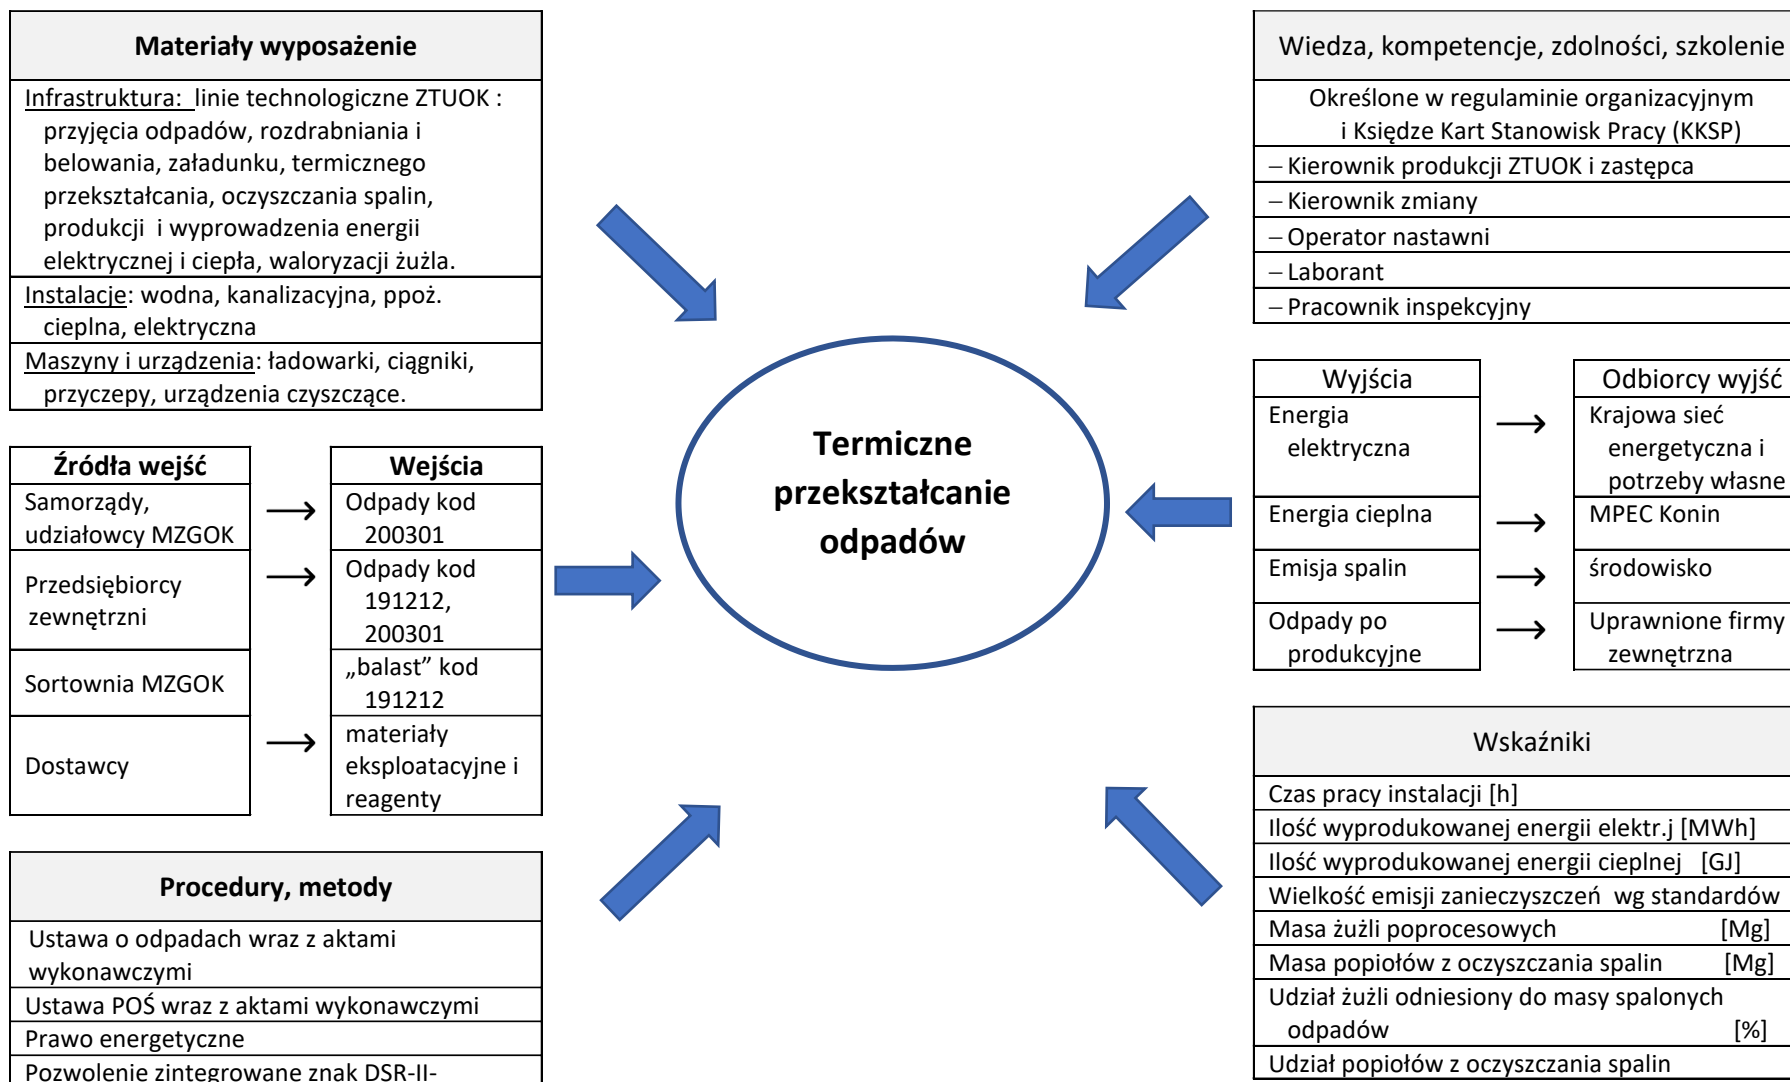 Materiały wyposażenie
Infrastruktura: linie technologiczne ZTUOK :
przyjęcia odpadów, rozdrabniania i
belowania, załadunku, termicznego
przekształcania, oczyszczania spalin,
produkcji i wyprowadzenia energii
elektrycznej i ciepła, waloryzacji żużla.
Instalacje: wodna, kanalizacyjna, ppoż.
cieplna, elektryczna
Maszyny i urządzenia: ładowarki, ciągniki,
przyczepy, urządzenia czyszczące.
Źródła wejść
Wejścia
Samorządy,
udziałowcy MZGOK
Odpady kod
200301
Przedsiębiorcy
zewnętrzni
Odpady kod
191212,
200301
Sortownia MZGOK
„balast” kod
191212
Dostawcy
materiały
eksploatacyjne i
reagenty
Procedury, metody
Ustawa o odpadach wraz z aktami
wykonawczymi
Ustawa POŚ wraz z aktami wykonawczymi
Prawo energetyczne
Pozwolenie zintegrowane znak DSR-II-
Termiczne
przekształcanie
odpadów
Wiedza, kompetencje, zdolności, szkolenie
Określone w regulaminie organizacyjnym
i Księdze Kart Stanowisk Pracy (KKSP)
– Kierownik produkcji ZTUOK i zastępca
– Kierownik zmiany
– Operator nastawni
– Laborant
– Pracownik inspekcyjny
Wyjścia
Odbiorcy wyjść
Energia
elektryczna
Krajowa sieć
energetyczna i
potrzeby własne
Energia cieplna
MPEC Konin
Emisja spalin
środowisko
Odpady po
produkcyjne
Uprawnione firmy
zewnętrzna
Wskaźniki
Czas pracy instalacji [h]
Ilość wyprodukowanej energii elektr.j [MWh]
Ilość wyprodukowanej energii cieplnej [GJ]
Wielkość emisji zanieczyszczeń wg standardów
Masa żużli poprocesowych [Mg]
Masa popiołów z oczyszczania spalin [Mg]
Udział żużli odniesiony do masy spalonych
odpadów [%]
Udział popiołów z oczyszczania spalin